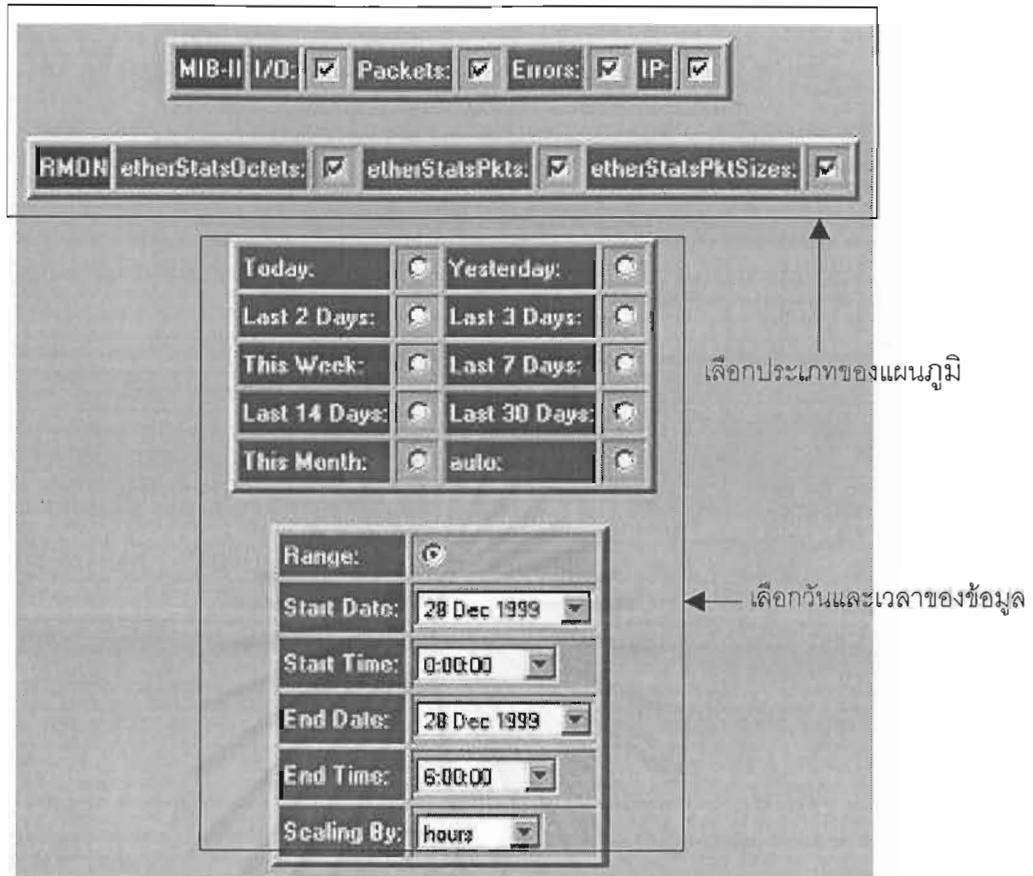 MIB-II I/O: Packets: Errors: IP:
RMON etherStatsOctets: etherStatsPkts: etherStatsPktSizes:
Today: Yesterday:
Last 2 Days: Last 3 Days:
This Week: Last 7 Days:
เลือกประเภทของแผนภูมิ
Last 14 Days: Last 30 Days:
This Month: auto:
Range:
Start Date: 28 Dec 1999
เลือกวันและเวลาของข้อมูล
Start Time: 0:00:00
End Date: 28 Dec 1999
End Time: 6:00:00
Scaling By: hours